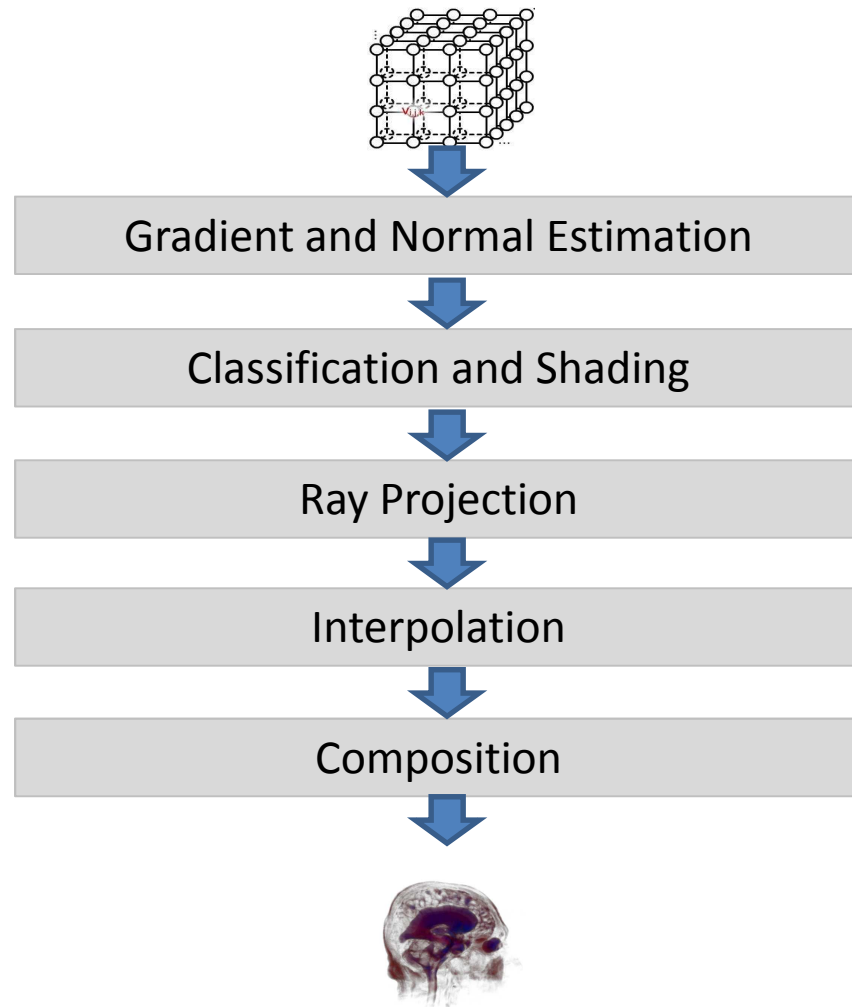 ...
V i,j,k
...
Gradient and Normal Estimation
Classification and Shading
Ray Projection
Interpolation
Composition